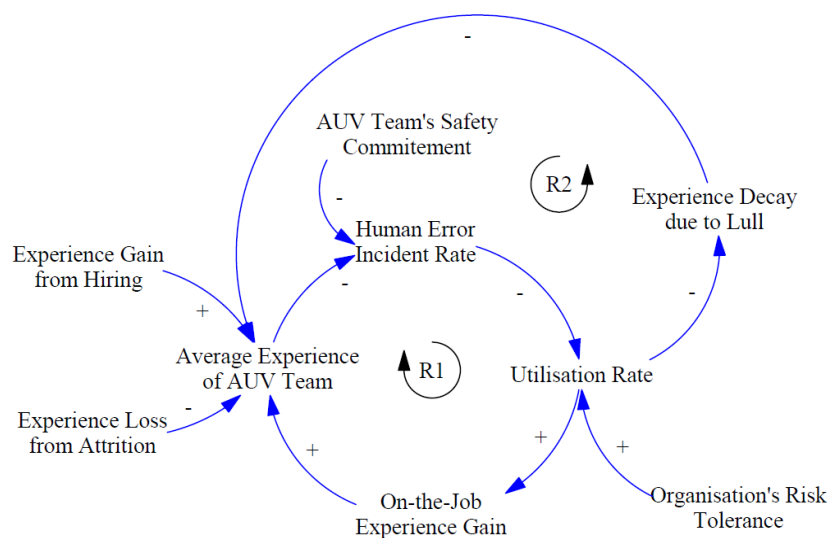 -
AUV Team's Safety
Commitement
-
R2
Experience Decay
due to Lull
Human Error
Incident Rate
Experience Gain
from Hiring
-
-
-
+
Average Experience
of AUV Team
R1
Utilisation Rate
Experience Loss
from Attrition
-
+
+
+
On-the-Job
Experience Gain
Organisation's Risk
Tolerance